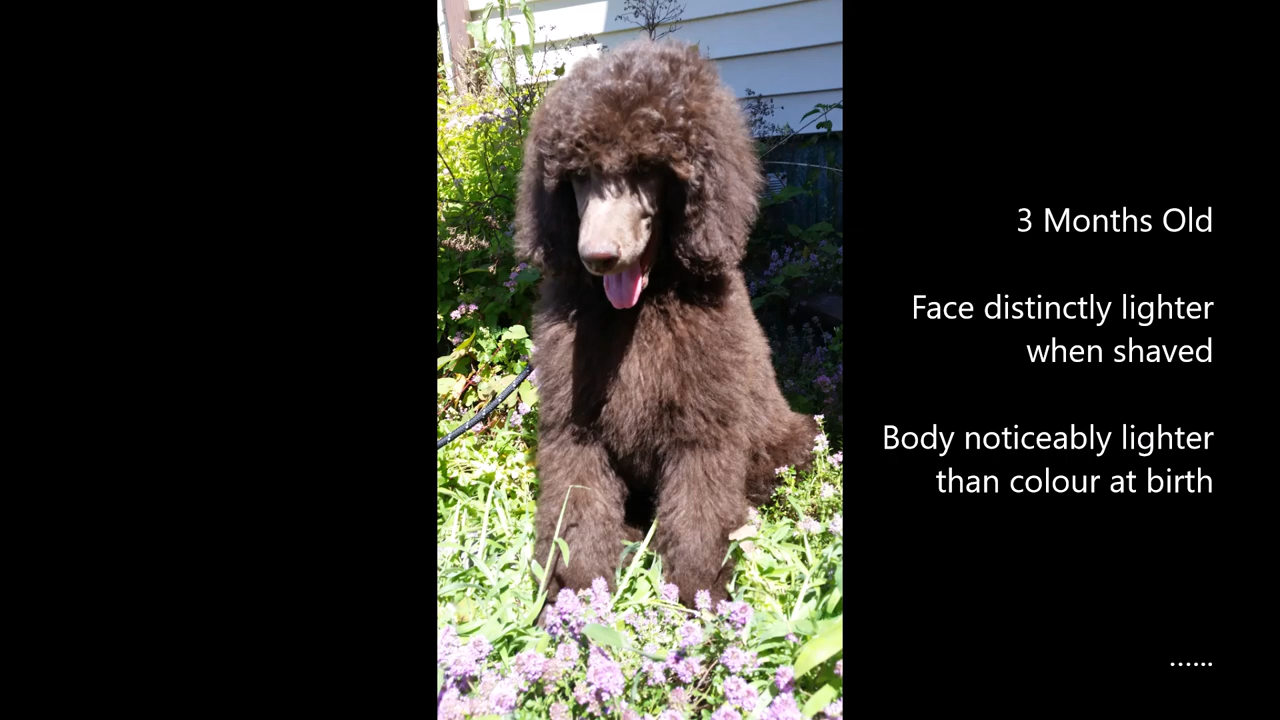 3 Months Old
Face distinctly lighter
when shaved
Body noticeably lighter
than colour at birth
......